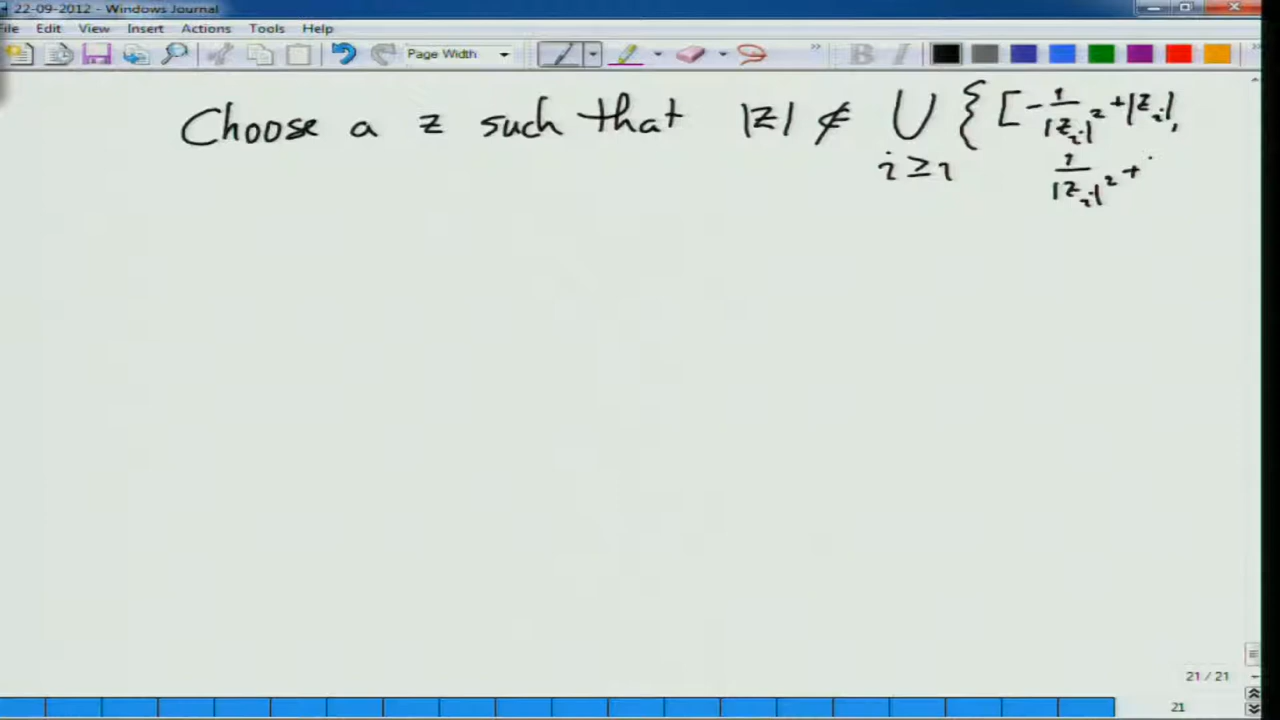 22-09-2012 - Windows Journal
File Edit View Insert Actions Tools Help
Page Width
B I
Choose a z such that |z| ∉ ⋃ { [ -1/|z_i|² + |z_i|,
i ≥ 1 1/|z_i|² +
21 / 21
21